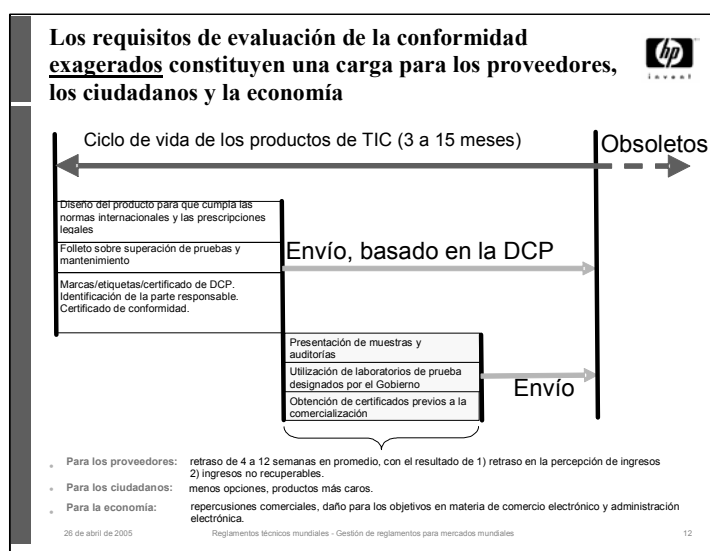 Los requisitos de evaluación de la conformidad
exagerados constituyen una carga para los proveedores,
los ciudadanos y la economía
hp
invent
Ciclo de vida de los productos de TIC (3 a 15 meses)
Obsoletos
Diseño del producto para que cumpla las
normas internacionales y las prescripciones
legales
Folleto sobre superación de pruebas y
mantenimiento
Marcas/etiquetas/certificado de DCP.
Identificación de la parte responsable.
Certificado de conformidad.
Envío, basado en la DCP
Presentación de muestras y
auditorías
Utilización de laboratorios de prueba
designados por el Gobierno
Obtención de certificados previos a la
comercialización
Envío
Para los proveedores: retraso de 4 a 12 semanas en promedio, con el resultado de 1) retraso en la percepción de ingresos
2) ingresos no recuperables.
Para los ciudadanos: menos opciones, productos más caros.
Para la economía: repercusiones comerciales, daño para los objetivos en materia de comercio electrónico y administración
electrónica.
26 de abril de 2005 Reglamentos técnicos mundiales - Gestión de reglamentos para mercados mundiales 12